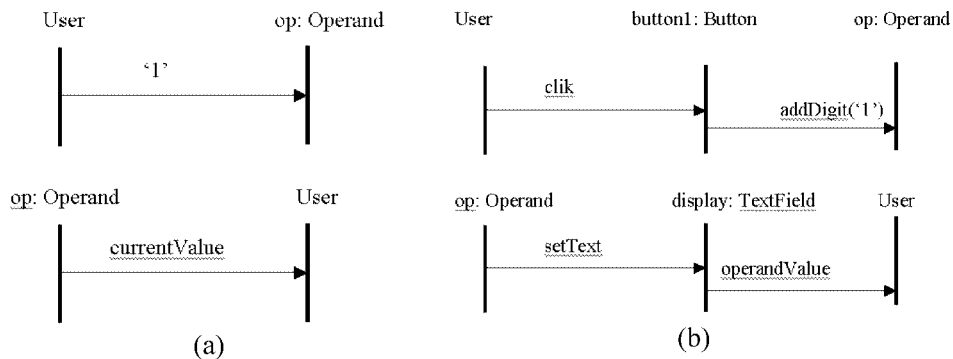 User op: Operand
‘1’
op: Operand User
currentValue
(a)
User button1: Button op: Operand
clik
addDigit(‘1’)
op: Operand display: TextField User
setText
operandValue
(b)